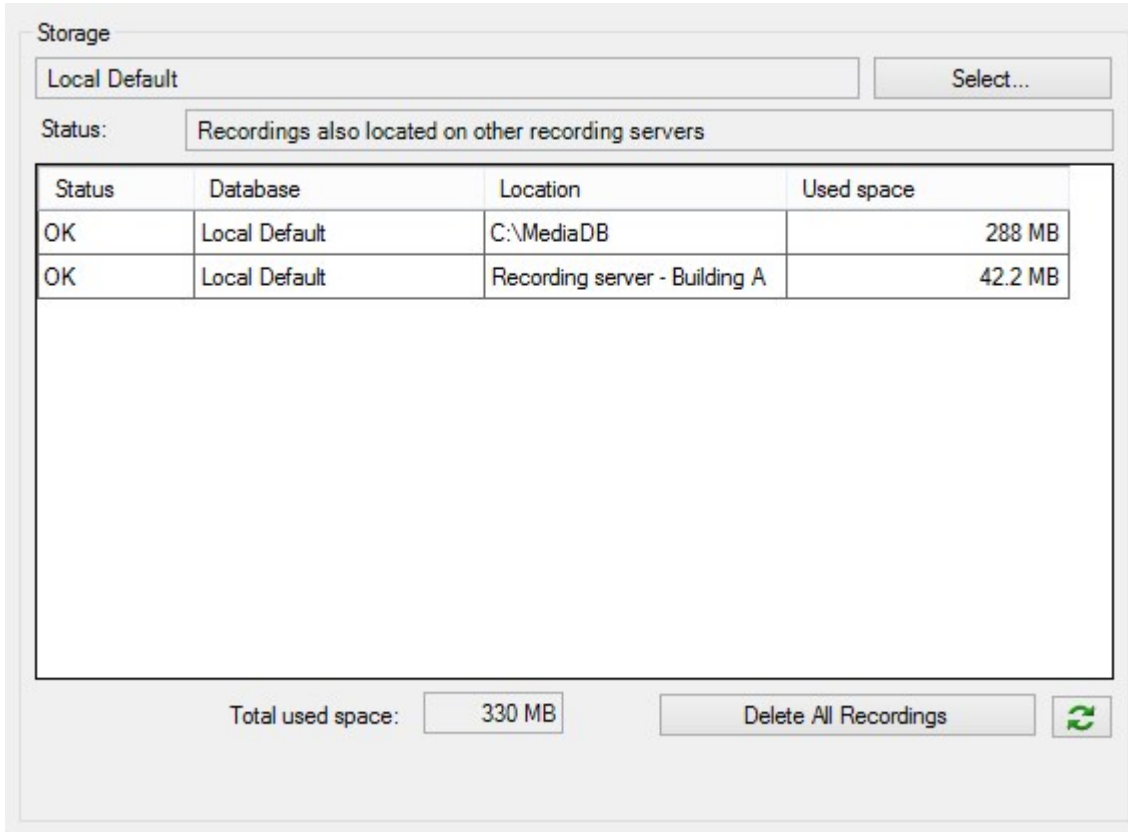 Storage
Local Default Select...
Status: Recordings also located on other recording servers
Status Database Location Used space
OK Local Default C:\MediaDB 288 MB
OK Local Default Recording server - Building A 42.2 MB
Total used space: 330 MB Delete All Recordings